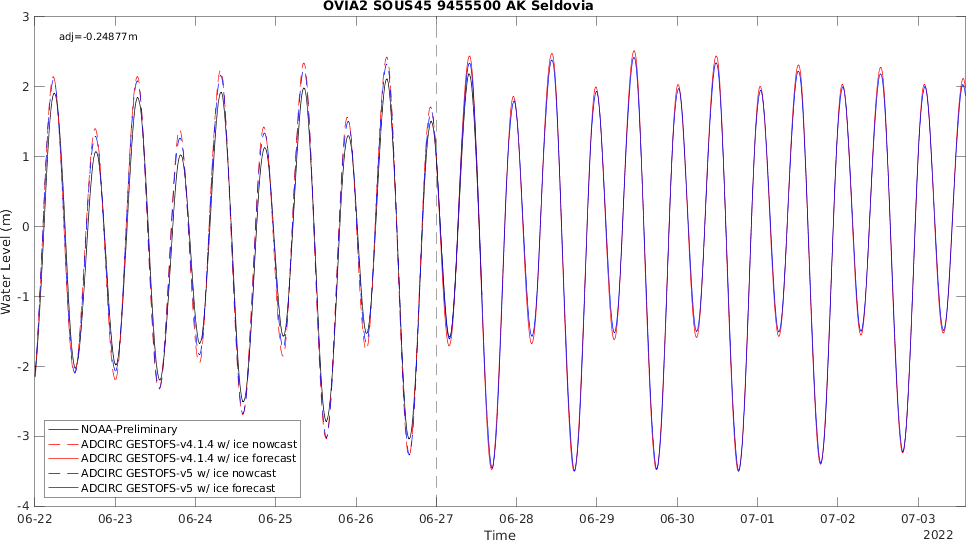 OVIA2 SOUS45 9455500 AK Seldovia
adj=-0.24877m
3
2
1
0
-1
-2
-3
-4
Water Level (m)
NOAA-Preliminary
ADCIRC GESTOFS-v4.1.4 w/ ice nowcast
ADCIRC GESTOFS-v4.1.4 w/ ice forecast
ADCIRC GESTOFS-v5 w/ ice nowcast
ADCIRC GESTOFS-v5 w/ ice forecast
06-22 06-23 06-24 06-25 06-26 06-27 06-28 06-29 06-30 07-01 07-02 07-03
Time
2022